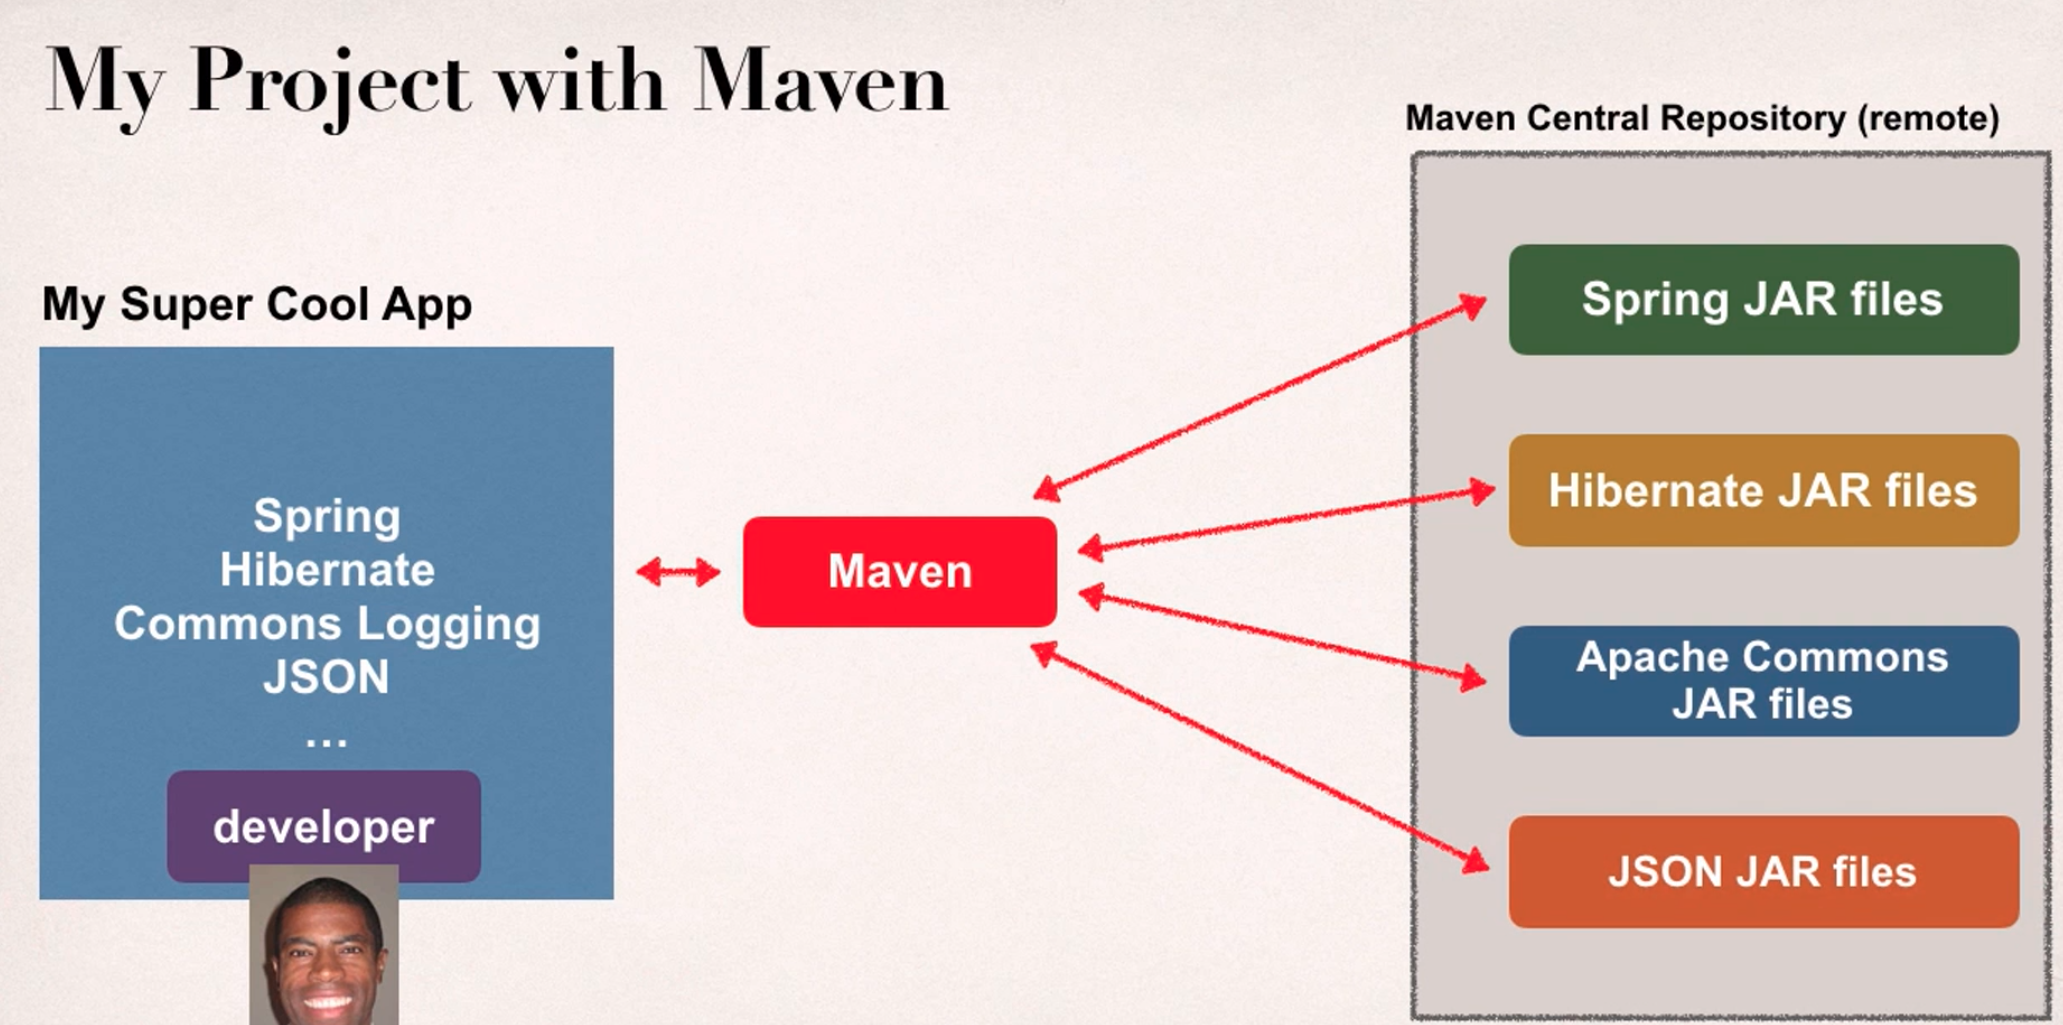 My Project with Maven
Maven Central Repository (remote)
My Super Cool App
Spring
Hibernate
Commons Logging
JSON
...
developer
Maven
Spring JAR files
Hibernate JAR files
Apache Commons
JAR files
JSON JAR files